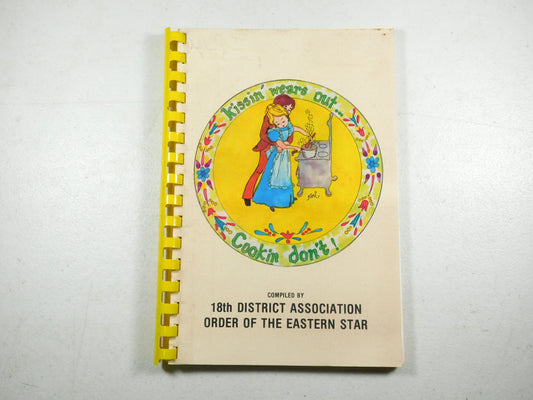 Kissin' wears out...
Cookin don't!
COMPILED BY
18th DISTRICT ASSOCIATION
ORDER OF THE EASTERN STAR